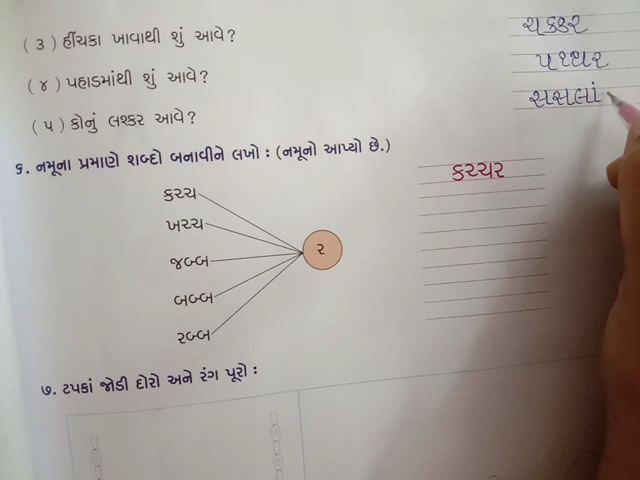 ( ૩ ) હીંચકા ખાવાથી શું આવે ? ચક્કર
( ૪ ) પહાડમાંથી શું આવે ? પથ્થર
( ૫ ) કોનું લશ્કર આવે ? સસલાં
૬. નમૂના પ્રમાણે શબ્દો બનાવીને લખો : (નમૂનો આપ્યો છે.)
કચ્ચ
ખચ્ચ
જબ્બ
બબ્બ
રબ્બ
ર
કચ્ચર
૭. ટપકાં જોડી દોરો અને રંગ પૂરો :